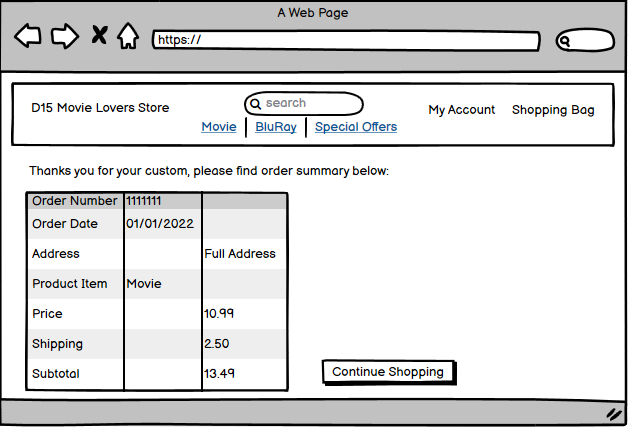 A Web Page
https://
D15 Movie Lovers Store
search
My Account Shopping Bag
Movie BluRay Special Offers
Thanks you for your custom, please find order summary below:
Order Number 1111111
Order Date 01/01/2022
Address Full Address
Product Item Movie
Price 10.99
Shipping 2.50
Subtotal 13.49
Continue Shopping